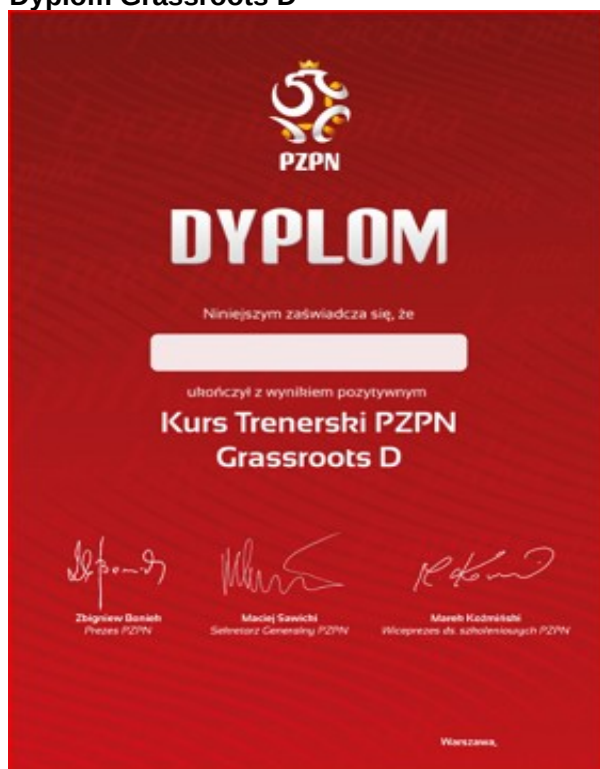 Dyplom Grassroots D
PZPN
DYPLOM
Niniejszym zaświadcza się, że
ukończył z wynikiem pozytywnym
Kurs Trenerski PZPN
Grassroots D
Zbigniew Boniek
Prezes PZPN
Maciej Sawicki
Sekretarz Generalny PZPN
Marek Koźmiński
Wiceprezes ds. szkoleniowych PZPN
Warszawa,